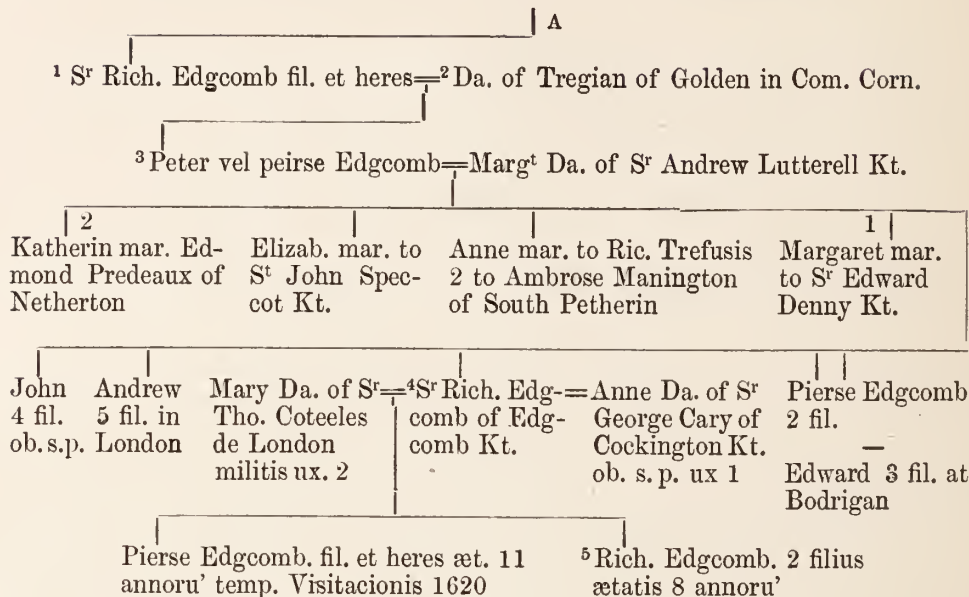 A
¹ Sʳ Rich. Edgcomb fil. et heres=² Da. of Tregian of Golden in Com. Corn.
³ Peter vel peirse Edgcomb=Margᵗ Da. of Sʳ Andrew Lutterell Kt.
2
Katherin mar. Ed-
mond Predeaux of
Netherton
Elizab. mar. to
Sᵗ John Spec-
cot Kt.
Anne mar. to Ric. Trefusis
2 to Ambrose Manington
of South Petherin
1
Margaret mar.
to Sʳ Edward
Denny Kt.
John
4 fil.
ob. s.p.
Andrew
5 fil. in
London
Mary Da. of Sʳ=
Tho. Coteeles
de London
militis ux. 2
⁴Sʳ Rich. Edg-
comb of Edg-
comb Kt.
=Anne Da. of Sʳ
George Cary of
Cockington Kt.
ob. s. p. ux 1
Pierse Edgcomb
2 fil.
—
Edward 3 fil. at
Bodrigan
Pierse Edgcomb. fil. et heres æt. 11
annoru' temp. Visitacionis 1620
⁵ Rich. Edgcomb. 2 filius
ætatis 8 annoru'